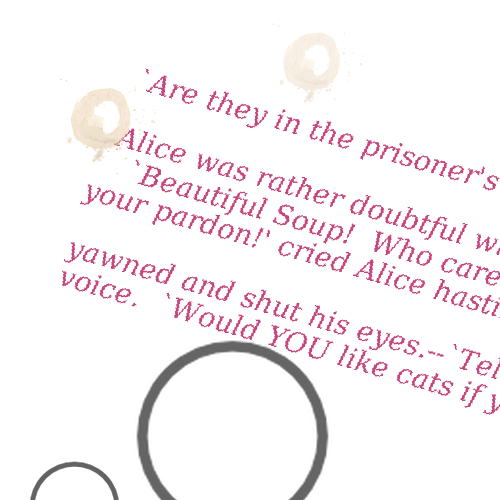 `Are they in the prisoner's
Alice was rather doubtful
`Beautiful Soup!  Who care
your pardon!' cried Alice hasti
yawned and shut his eyes.--`Tel
voice.  `Would YOU like cats if y